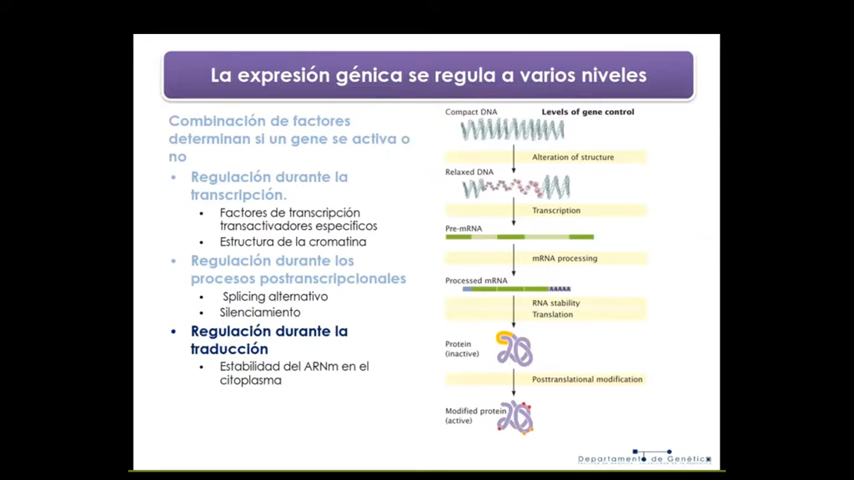 La expresión génica se regula a varios niveles
Combinación de factores
determinan si un gene se activa o
no
• Regulación durante la
transcripción.
• Factores de transcripción
transactivadores especificos
• Estructura de la cromatina
• Regulación durante los
procesos postranscripcionales
• Splicing alternativo
• Silenciamiento
• Regulación durante la
traducción
• Estabilidad del ARNm en el
citoplasma
Compact DNA
Levels of gene control
Alteration of structure
Relaxed DNA
Transcription
Pre-mRNA
mRNA processing
Processed mRNA
AAAAA
RNA stability
Translation
Protein
(inactive)
Posttranslational modification
Modified protein
(active)
Departamento de Genética